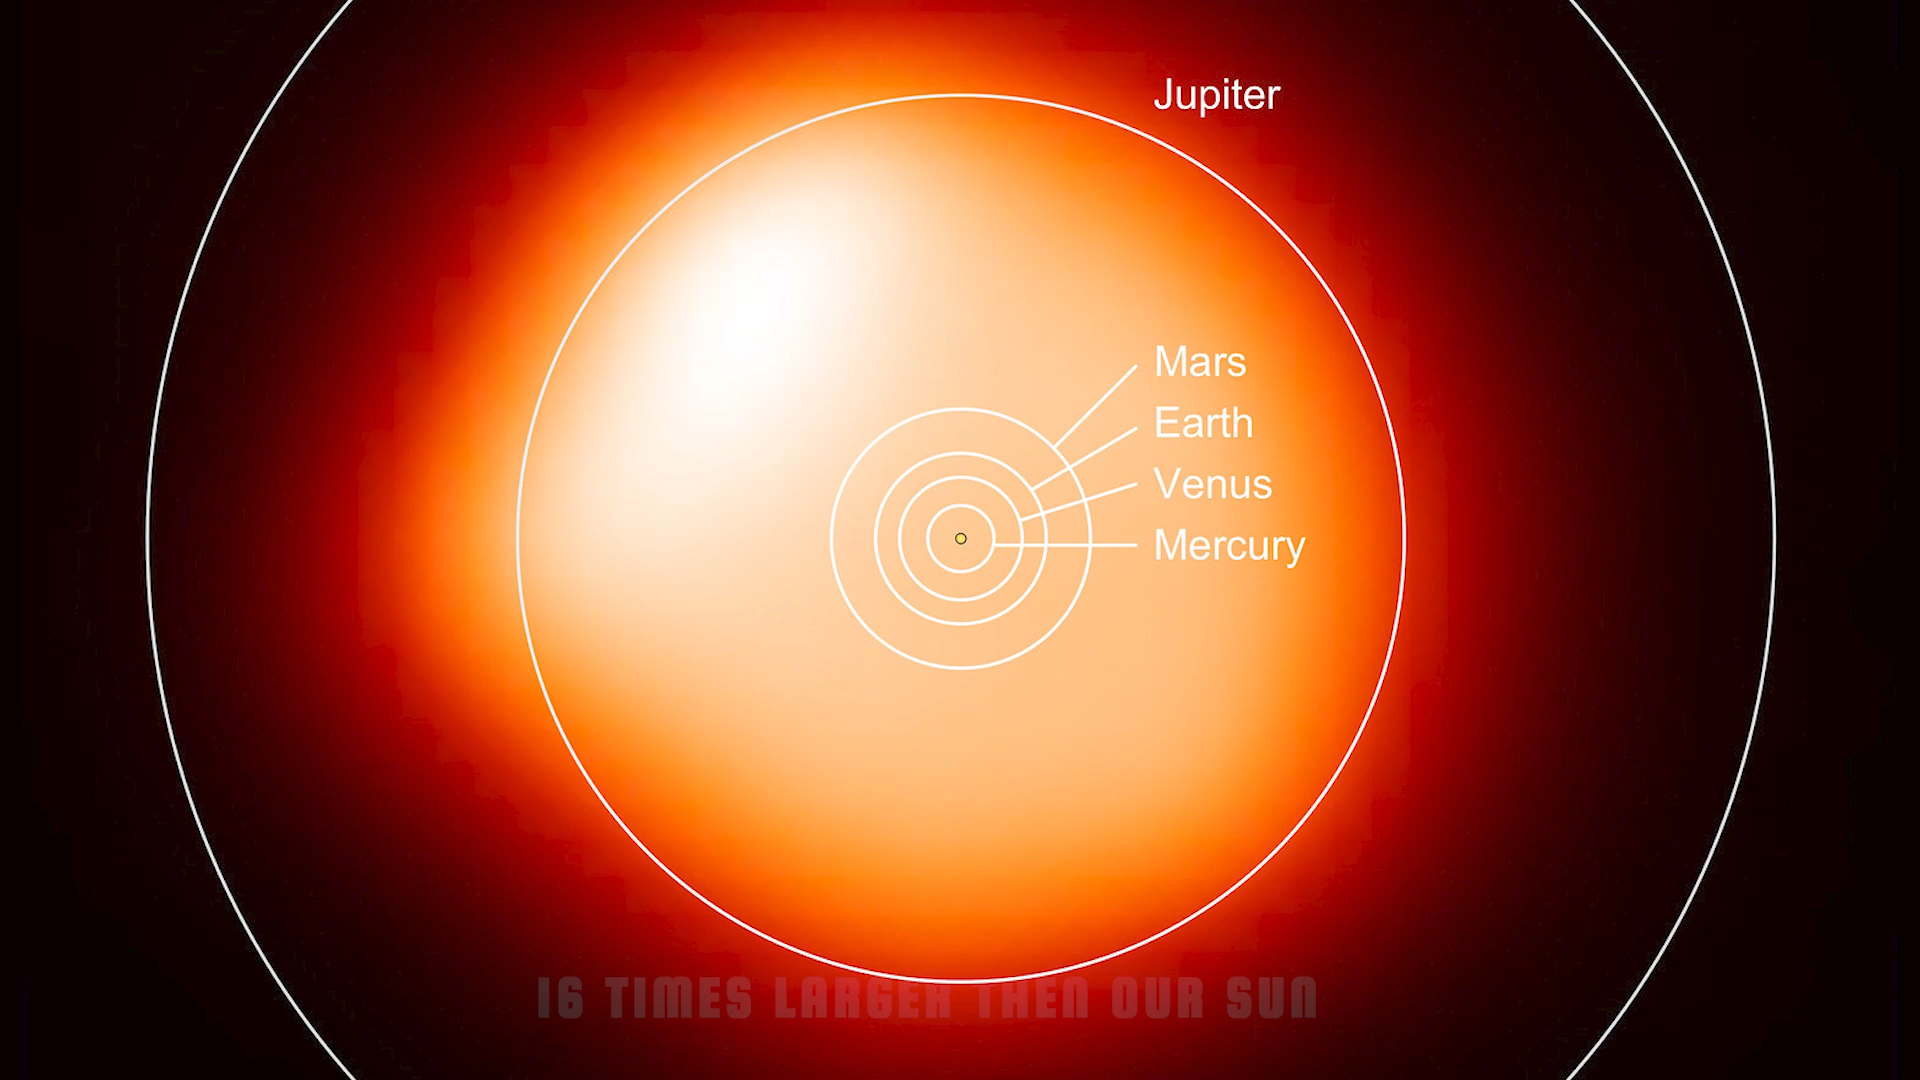 Jupiter
Mars
Earth
Venus
Mercury
16 TIMES LARGER THEN OUR SUN